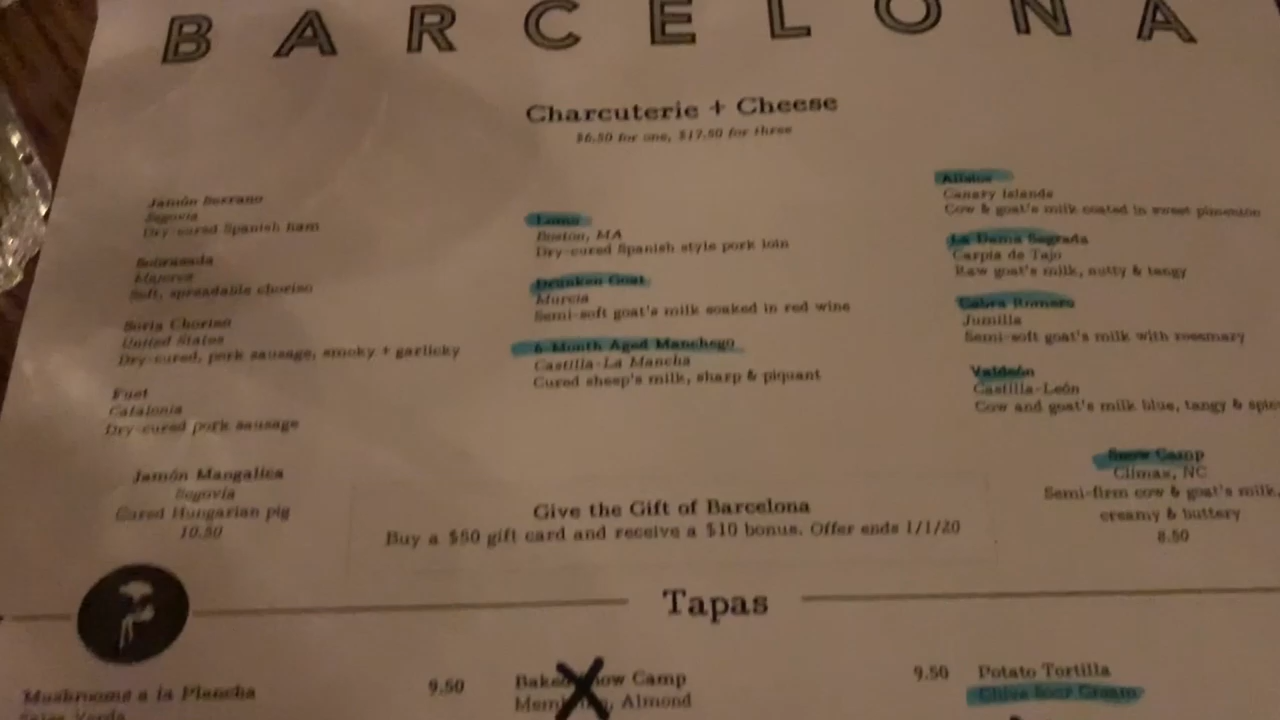 BARCELONA
Charcuterie + Cheese
$6.50 for one, $17.50 for three
Jamón Serrano
Segovia
Dry-cured Spanish ham
Sobrasada
Mallorca
Soft, spreadable chorizo
Soria Chorizo
United States
Dry-cured, pork sausage, smoky + garlicky
Fuet
Catalonia
Dry-cured pork sausage
Jamón Mangalica
Segovia
Cured Hungarian pig
10.50
Lomo
Boston, MA
Dry-cured Spanish style pork loin
Drunken Goat
Murcia
Semi-soft goat's milk soaked in red wine
6-Month Aged Manchego
Castilla-La Mancha
Cured sheep's milk, sharp & piquant
Canary Islands
Cow & goat's milk coated in sweet pimenton
La Dama Sagrada
Carpio de Tajo
Raw goat's milk, nutty & tangy
Cabra Romero
Jumilla
Semi-soft goat's milk with rosemary
Valdeón
Castilla-León
Cow and goat's milk blue, tangy &
Snow Camp
Climax, NC
Semi-firm cow & goat's milk,
creamy & buttery
8.50
Give the Gift of Barcelona
Buy a $50 gift card and receive a $10 bonus. Offer ends 1/1/20
Tapas
Mushrooms a la Plancha 9.50
Baked Snow Camp 9.50
Almond
Potato Tortilla
Chive Sour Cream